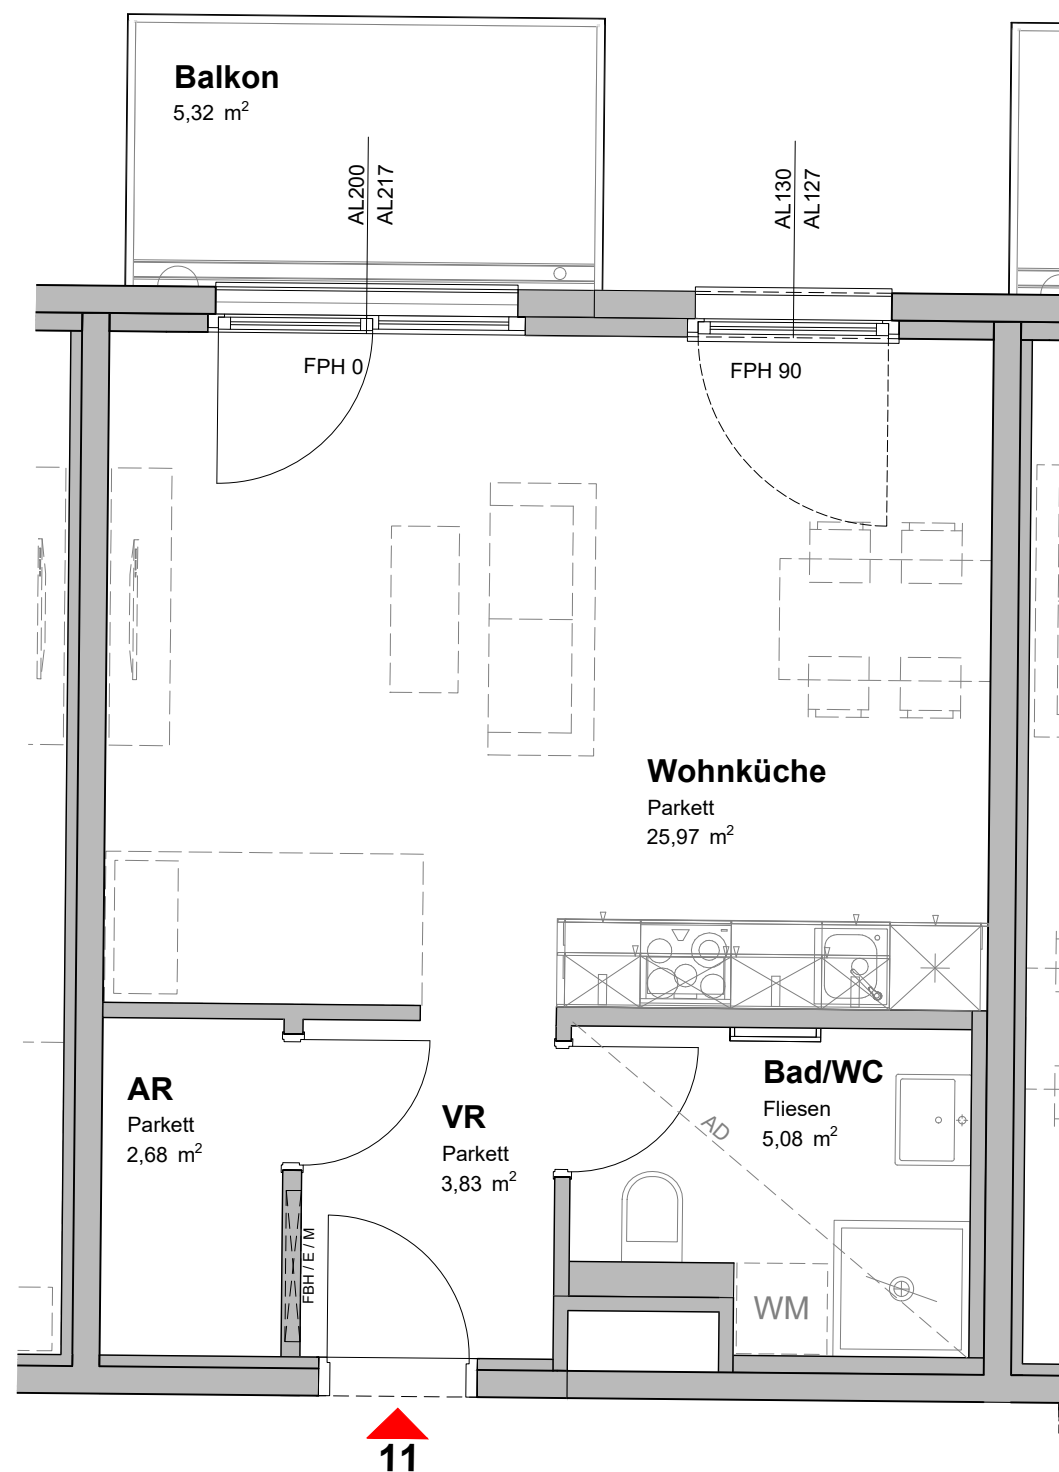 Balkon
5,32 m²
AL200
AL217
AL130
AL127
FPH 0
FPH 90
Wohnküche
Parkett
25,97 m²
AR
Parkett
2,68 m²
VR
Parkett
3,83 m²
Bad/WC
Fliesen
5,08 m²
AD
FBH / E / M
WM
11